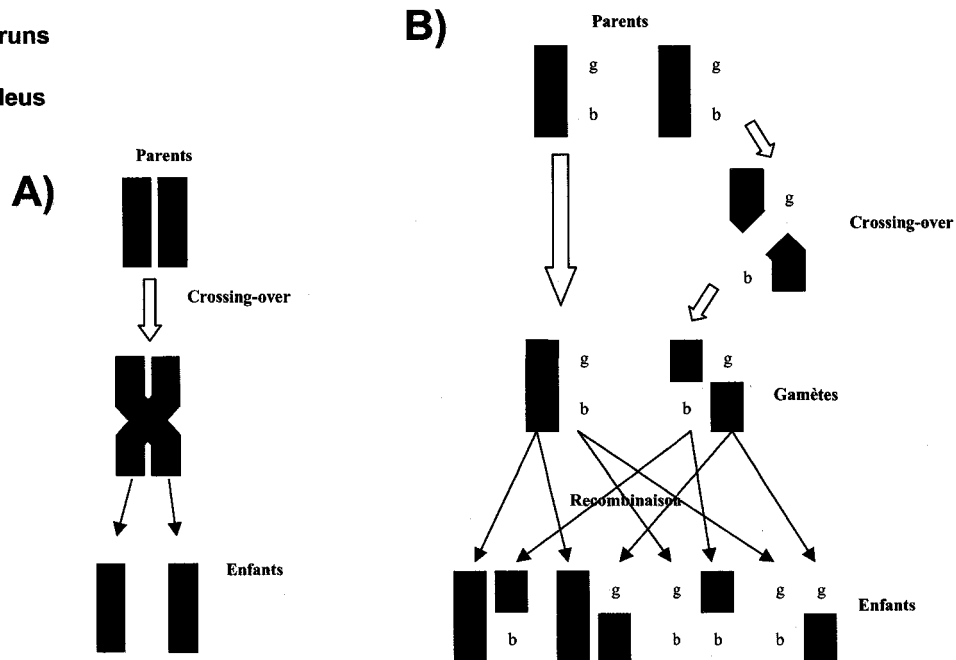 runs
leus
A)
Parents
Crossing-over
Enfants
B)
Parents
g g
b b
g
Crossing-over
b
g g
Gamètes
b b
Recombinaison
g g g g
Enfants
b b b b